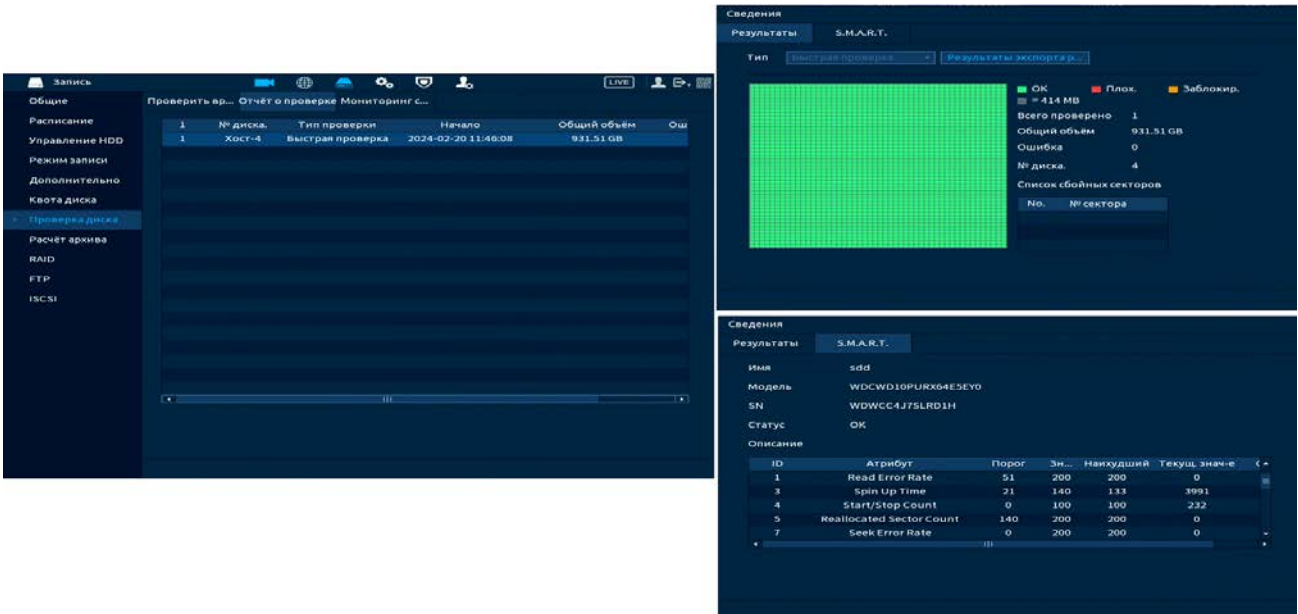 Запись
LIVE
Общие
Расписание
Управление HDD
Режим записи
Дополнительно
Квота диска
Проверка диска
Расчёт архива
RAID
FTP
ISCSI
Проверить вр... Отчёт о проверке Мониторинг с...
1 № диска. Тип проверки Начало Общий объём Ош
1 Хост-4 Быстрая проверка 2024-02-20 11:46:08 931.51 GB
Сведения
Результаты S.M.A.R.T.
Тип Быстрая проверка Результаты экспорта р...
OK Плох. Заблокир.
= 414 MB
Всего проверено 1
Общий объём 931.51 GB
Ошибка 0
№ диска. 4
Список сбойных секторов
No. № сектора
Сведения
Результаты S.M.A.R.T.
Имя sdd
Модель WDCWD10PURX64E5EY0
SN WDWCC4J7SLRD1H
Статус OK
Описание
ID Атрибут Порог Зн... Наихудший Текущ. знач-е
1 Read Error Rate 51 200 200 0
3 Spin Up Time 21 140 133 3991
4 Start/Stop Count 0 100 100 232
5 Reallocated Sector Count 140 200 200 0
7 Seek Error Rate 0 200 200 0